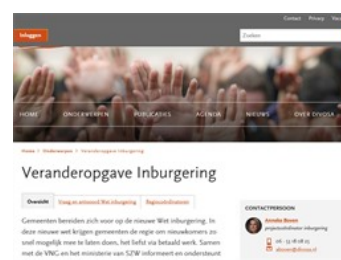 Contact Privacy
Inloggen
Zoeken
HOME ONDERWERPEN PUBLICATIES AGENDA NIEUWS OVER DIVOSA
Home Onderwerpen Veranderopgave Inburgering
Veranderopgave Inburgering
Overzicht Vraag en antwoord Wet inburgering Regiocoördinatoren
Gemeenten bereiden zich voor op de nieuwe Wet inburgering. In
deze nieuwe wet krijgen gemeenten de regie om nieuwkomers zo
snel mogelijk mee te laten doen, het liefst via betaald werk. Samen
met de VNG en het ministerie van SZW informeert en ondersteunt
CONTACTPERSOON
projectcoördinator inburgering